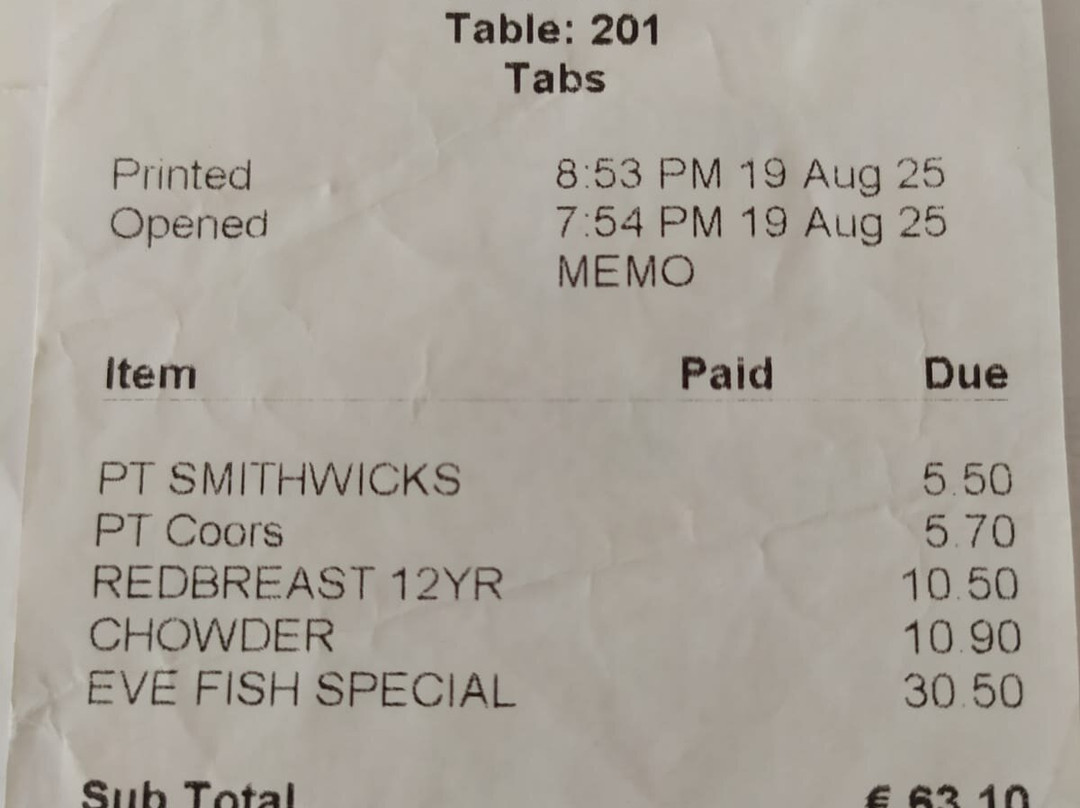 Table: 201
Tabs
Printed 8:53 PM 19 Aug 25
Opened 7:54 PM 19 Aug 25
MEMO
Item Paid Due
PT SMITHWICKS 5.50
PT Coors 5.70
REDBREAST 12YR 10.50
CHOWDER 10.90
EVE FISH SPECIAL 30.50
Sub Total € 63.10